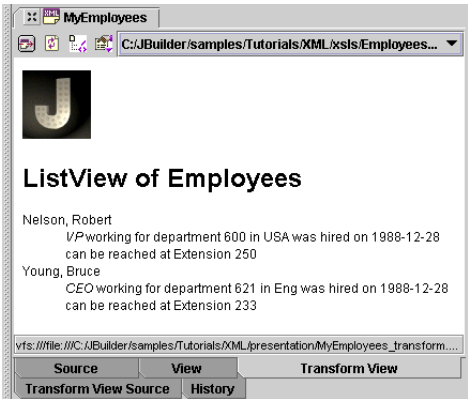 XML MyEmployees
C:/JBuilder/samples/Tutorials/XML/xsls/Employees...
J
ListView of Employees
Nelson, Robert
VP working for department 600 in USA was hired on 1988-12-28
can be reached at Extension 250
Young, Bruce
CEO working for department 621 in Eng was hired on 1988-12-28
can be reached at Extension 233
vfs:///file:///C:/JBuilder/samples/Tutorials/XML/presentation/MyEmployees_transform....
Source View Transform View
Transform View Source History